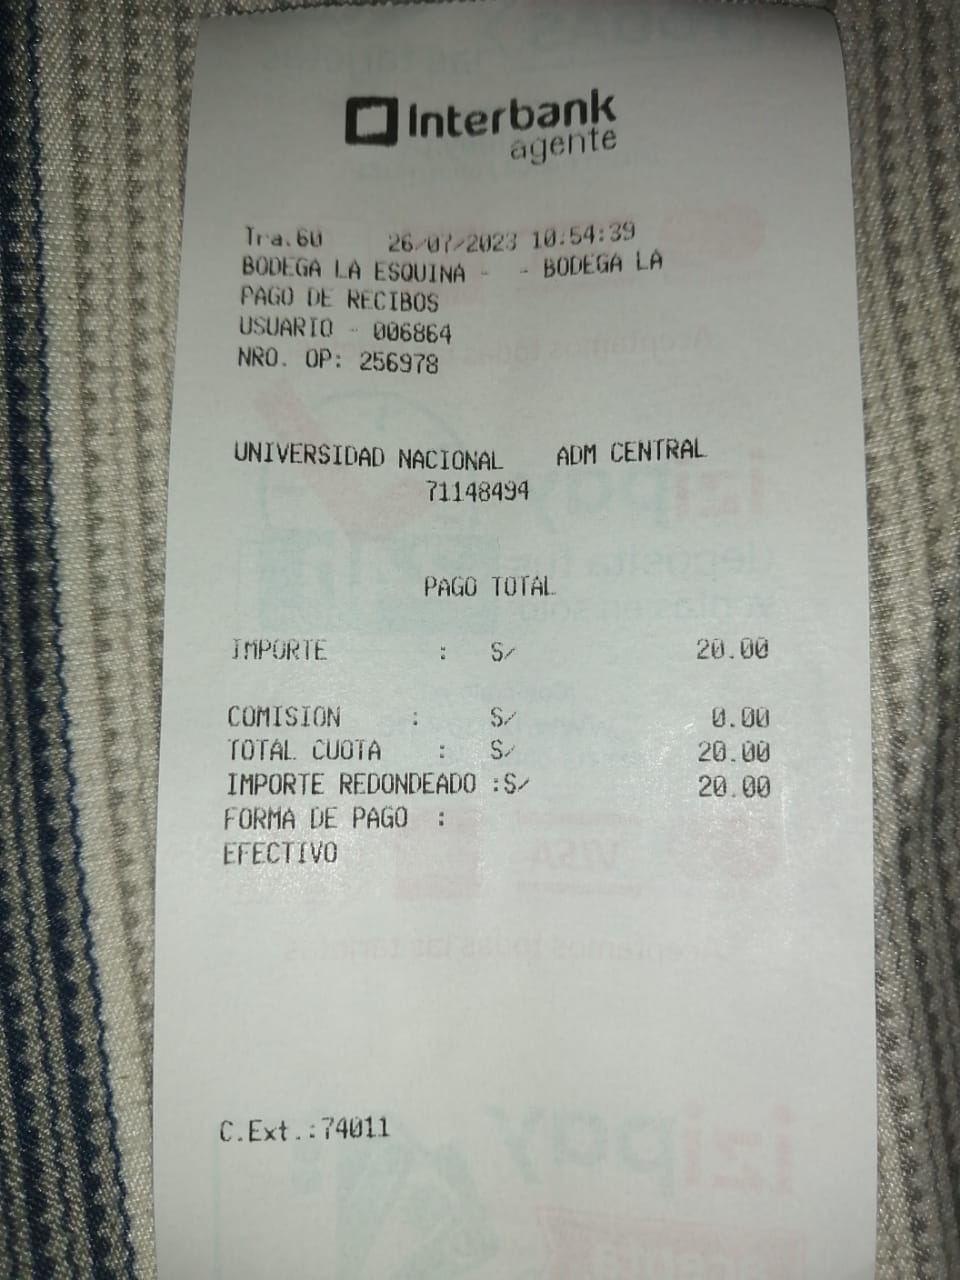 Interbank
agente
Tra.60 26/07/2023 10:54:39
BODEGA LA ESQUINA - - BODEGA LA
PAGO DE RECIBOS
USUARIO - 006864
NRO. OP: 256978
UNIVERSIDAD NACIONAL ADM CENTRAL
71148494
PAGO TOTAL
IMPORTE : S/ 20.00
COMISION : S/ 0.00
TOTAL CUOTA : S/ 20.00
IMPORTE REDONDEADO :S/ 20.00
FORMA DE PAGO :
EFECTIVO
C.Ext.:74011